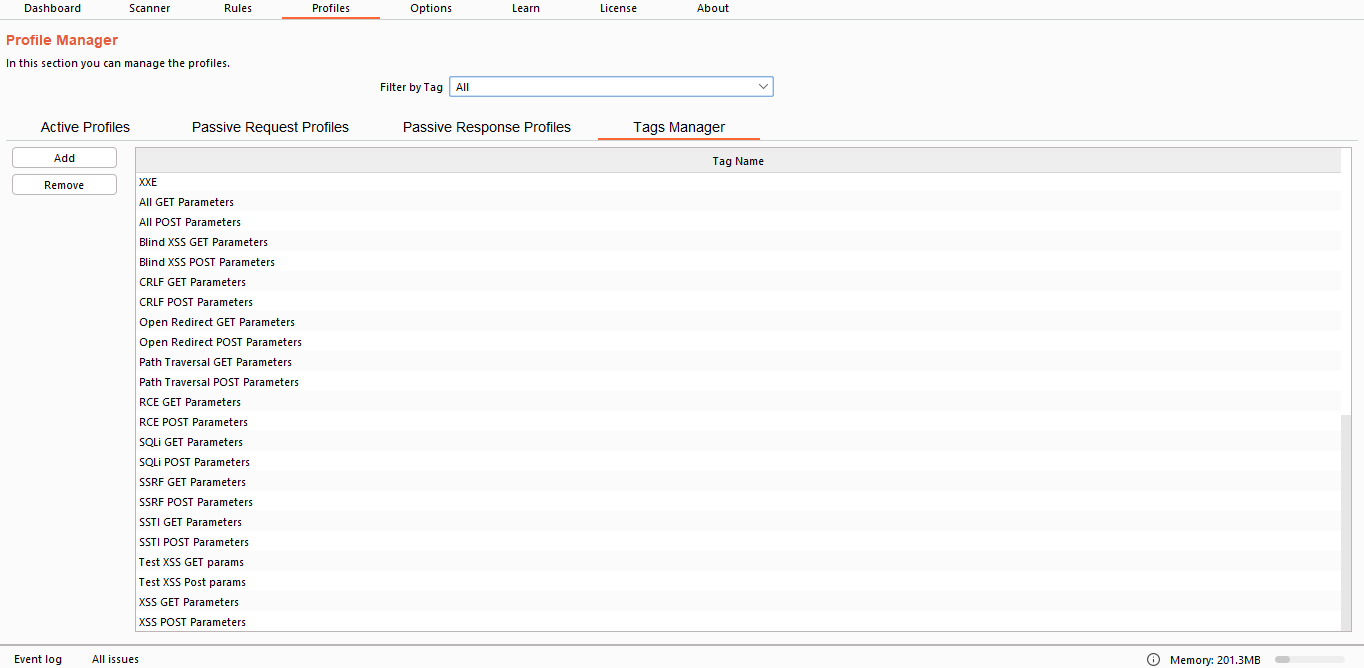 Dashboard Scanner Rules Profiles Options Learn License About
Profile Manager
In this section you can manage the profiles.
Filter by Tag All
Active Profiles Passive Request Profiles Passive Response Profiles Tags Manager
Add
Remove
Tag Name
XXE
All GET Parameters
All POST Parameters
Blind XSS GET Parameters
Blind XSS POST Parameters
CRLF GET Parameters
CRLF POST Parameters
Open Redirect GET Parameters
Open Redirect POST Parameters
Path Traversal GET Parameters
Path Traversal POST Parameters
RCE GET Parameters
RCE POST Parameters
SQLi GET Parameters
SQLi POST Parameters
SSRF GET Parameters
SSRF POST Parameters
SSTI GET Parameters
SSTI POST Parameters
Test XSS GET params
Test XSS Post params
XSS GET Parameters
XSS POST Parameters
Event log All issues Memory: 201.3MB